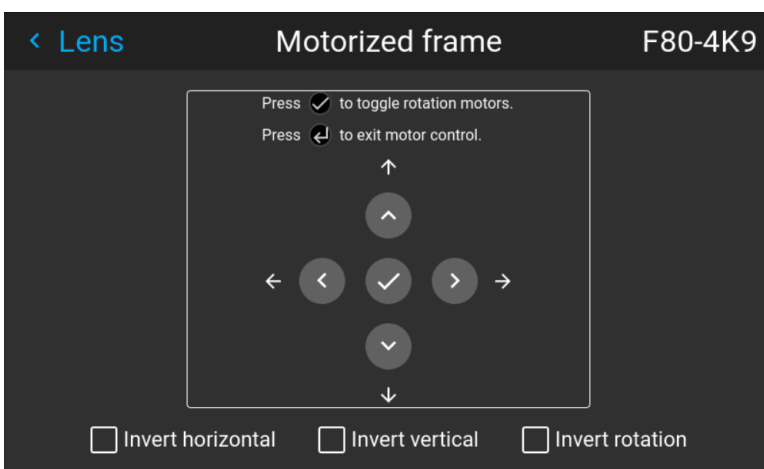 Lens Motorized frame F80-4K9
Press to toggle rotation motors.
Press to exit motor control.
Invert horizontal Invert vertical Invert rotation